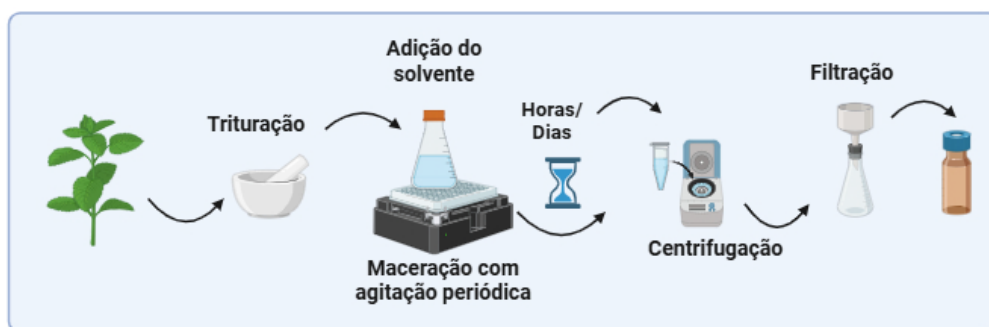 Trituração
Adição do
solvente
Maceração com
agitação periódica
Horas/
Dias
Centrifugação
Filtração